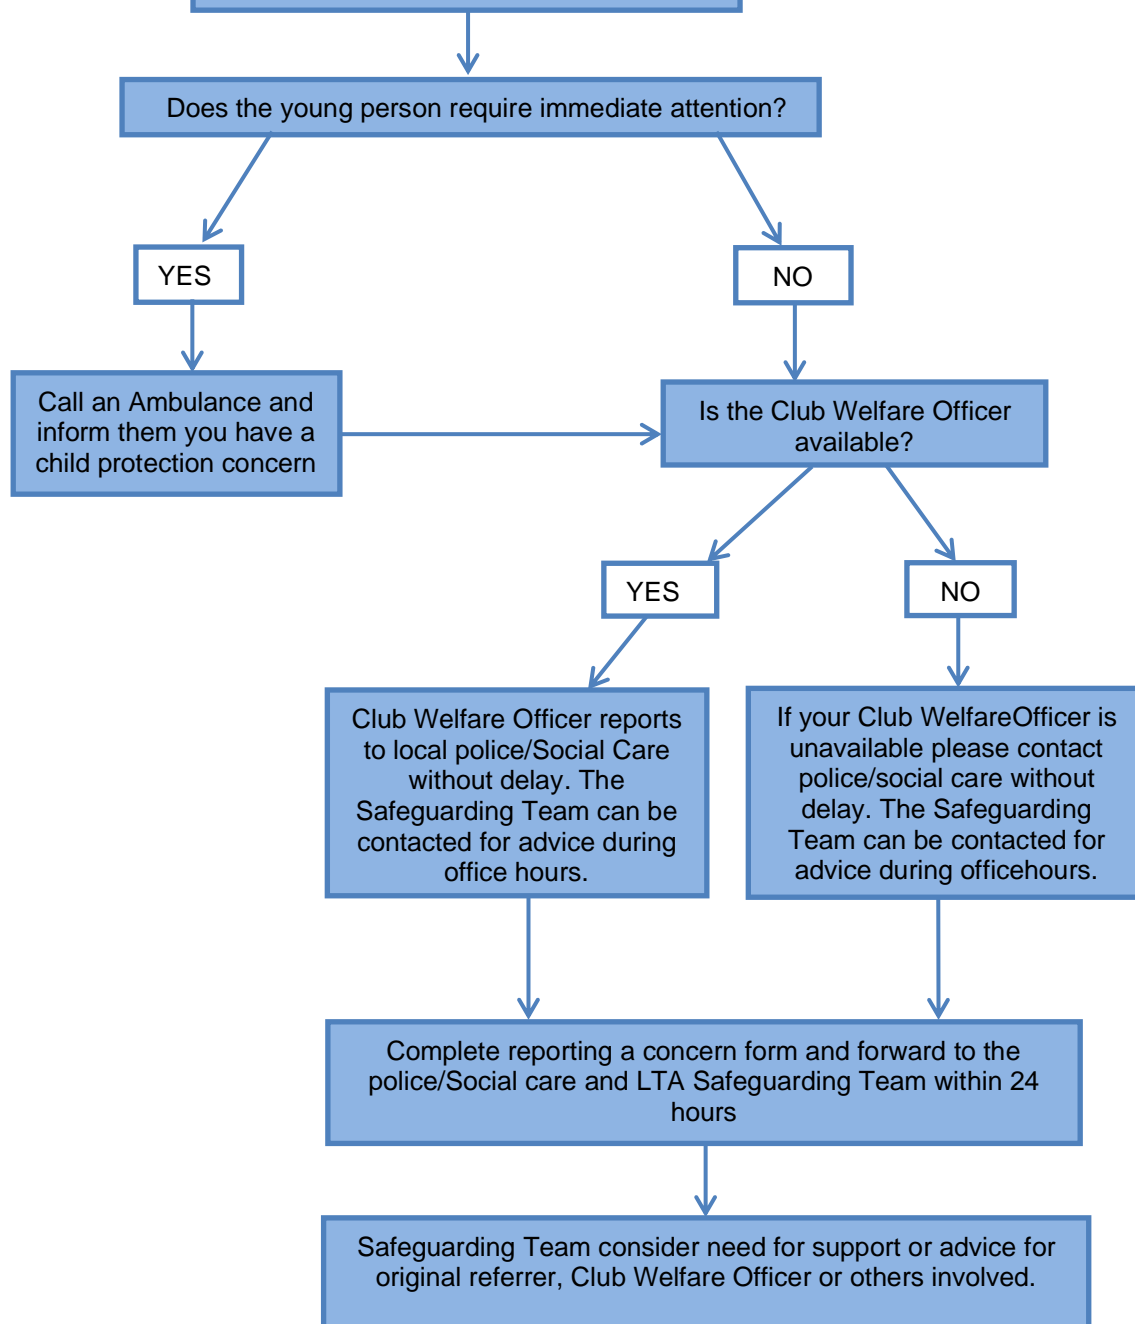 Does the young person require immediate attention?
YES
NO
Call an Ambulance and
inform them you have a
child protection concern
Is the Club Welfare Officer
available?
YES
NO
Club Welfare Officer reports
to local police/Social Care
without delay. The
Safeguarding Team can be
contacted for advice during
office hours.
If your Club WelfareOfficer is
unavailable please contact
police/social care without
delay. The Safeguarding
Team can be contacted for
advice during officehours.
Complete reporting a concern form and forward to the
police/Social care and LTA Safeguarding Team within 24
hours
Safeguarding Team consider need for support or advice for
original referrer, Club Welfare Officer or others involved.